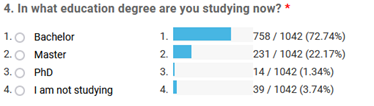 4. In what education degree are you studying now? *
1. Bachelor 1. 758 / 1042 (72.74%)
2. Master 2. 231 / 1042 (22.17%)
3. PhD 3. 14 / 1042 (1.34%)
4. I am not studying 4. 39 / 1042 (3.74%)